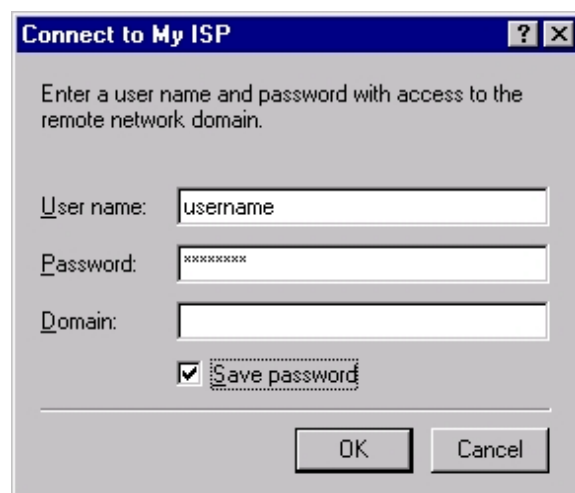 Connect to My ISP
Enter a user name and password with access to the
remote network domain.
User name: username
Password: ********
Domain:
Save password
OK Cancel